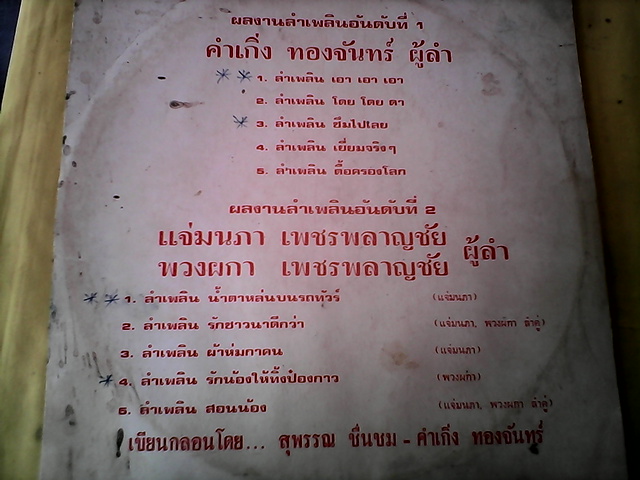 ผลงานลำเพลินอันดับที่ 1
คำเกิ่ง ทองจันทร์ ผู้ลำ
1. ลำเพลิน เอา เอา เอา
2. ลำเพลิน โดย โดย ดา
3. ลำเพลิน ซึมไปเลย
4. ลำเพลิน เยี่ยมจริงๆ
5. ลำเพลิน ดื้อครองโลก
ผลงานลำเพลินอันดับที่ 2
แจ่มนภา เพชรพลาญชัย
พวงผกา เพชรพลาญชัย ผู้ลำ
1. ลำเพลิน น้ำตาหล่นบนรถทัวร์ (แจ่มนภา)
2. ลำเพลิน รักชาวนาดีกว่า (แจ่มนภา, พวงผกา ลำคู่)
3. ลำเพลิน ผ้าห่มกาดน (แจ่มนภา)
4. ลำเพลิน รักน้องให้ทิ้งป๋องกาว (พวงผกา)
5. ลำเพลิน สอนน้อง (แจ่มนภา, พวงผกา ลำคู่)
เขียนกลอนโดย... สุพรรณ ชื่นชม - คำเกิ่ง ทองจันทร์